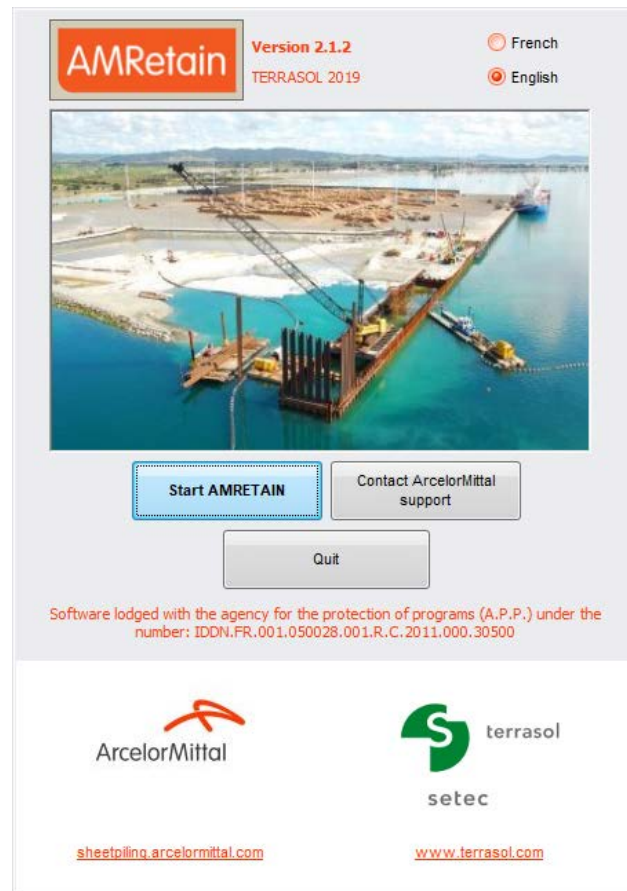 AMRetain
Version 2.1.2
TERRASOL 2019
French
English
Start AMRETAIN
Contact ArcelorMittal
support
Quit
Software lodged with the agency for the protection of programs (A.P.P.) under the
number: IDDN.FR.001.050028.001.R.C.2011.000.30500
ArcelorMittal
terrasol
setec
sheetpiling.arcelormittal.com
www.terrasol.com